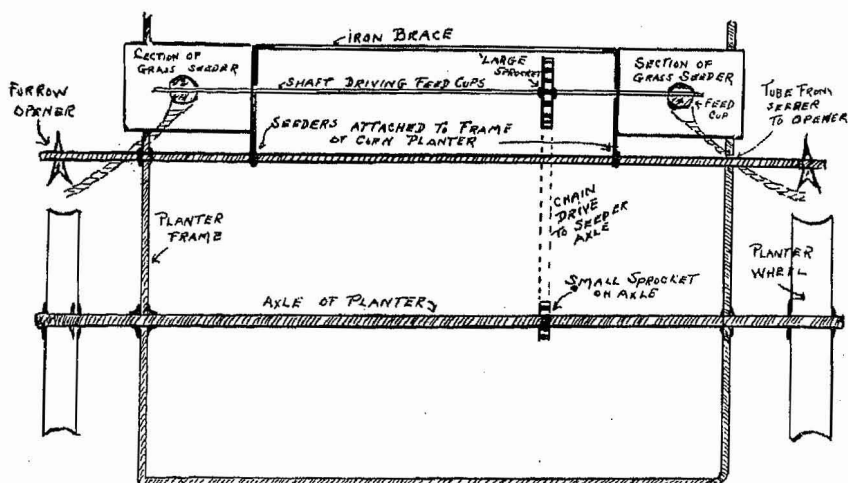 IRON BRACE
SECTION OF
GRASS SEEDER
LARGE
SPROCKET
SECTION OF
GRASS SEEDER
SHAFT DRIVING FEED CUPS
FEED
CUP
FURROW
OPENER
TUBE FROM
SEEDER
TO OPENER
SEEDERS ATTACHED TO FRAME
OF CORN PLANTER
CHAIN
DRIVE
TO SEEDER
AXLE
PLANTER
FRAME
PLANTER
WHEEL
AXLE OF PLANTER
SMALL SPROCKET
ON AXLE